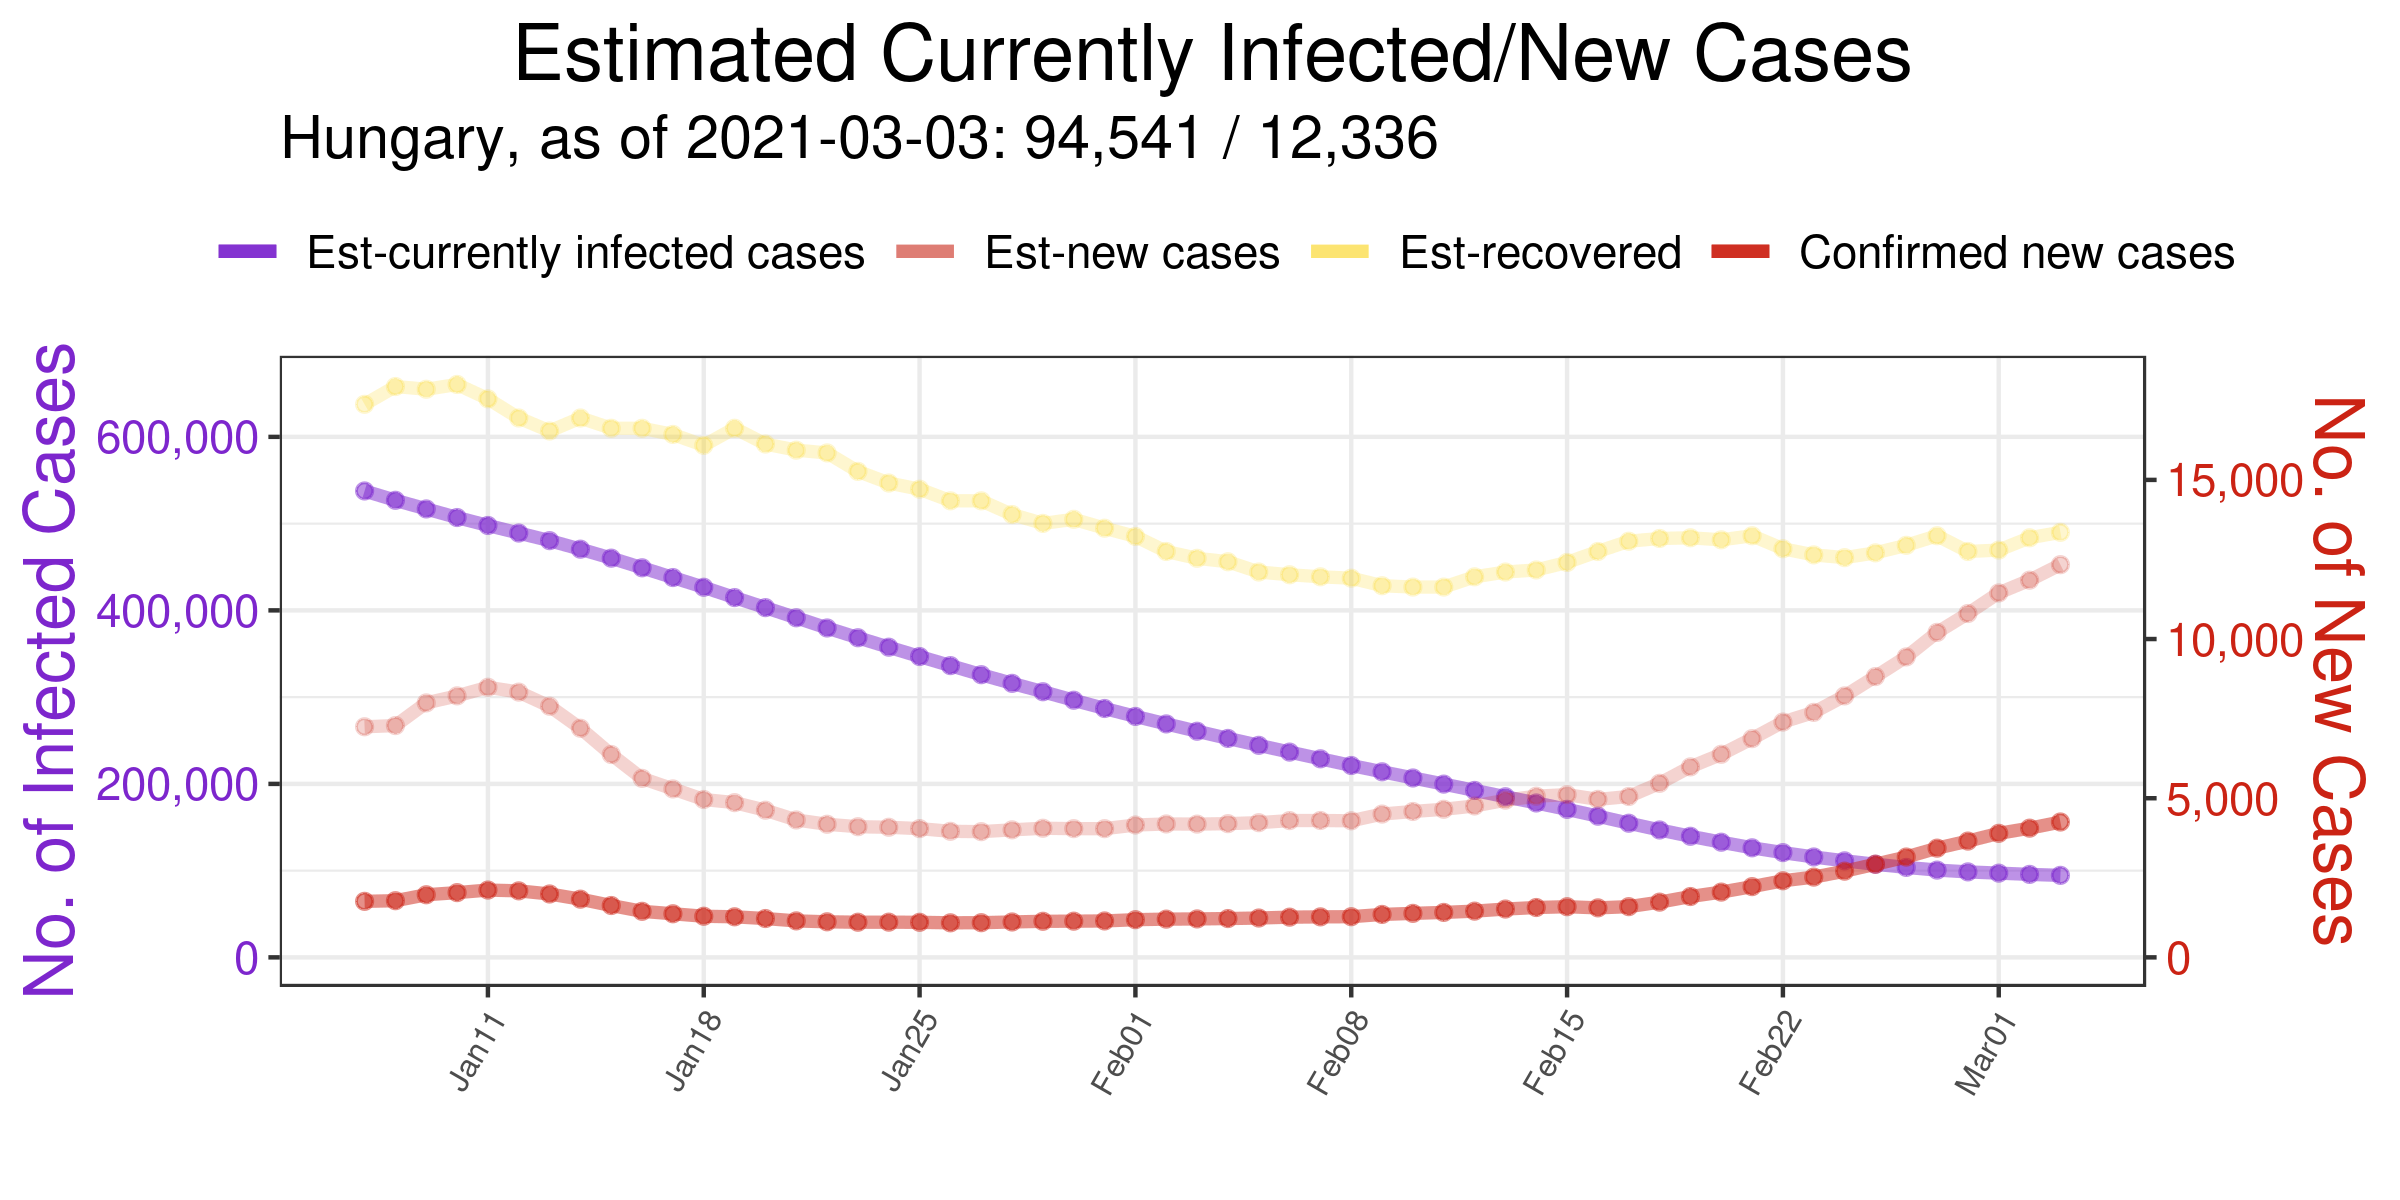 Estimated Currently Infected/New Cases
Hungary, as of 2021-03-03: 94,541 / 12,336
Est-currently infected cases
Est-new cases
Est-recovered
Confirmed new cases
No. of Infected Cases
600,000
400,000
200,000
0
15,000
10,000
5,000
0
No. of New Cases
Jan11
Jan18
Jan25
Feb01
Feb08
Feb15
Feb22
Mar01